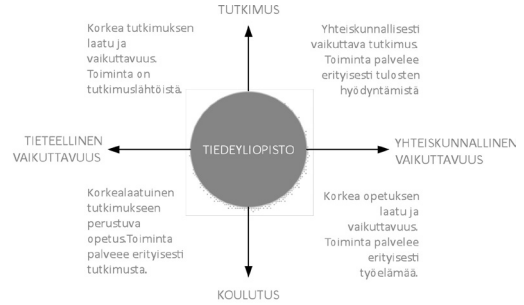 TUTKIMUS
Korkea tutkimuksen
laatu ja
vaikuttavuus.
Toiminta on
tutkimuslähtöistä.
Yhteiskunnallisesti
vaikuttava tutkimus.
Toiminta palvelee
erityisesti tulosten
hyödyntämistä
TIETEELLINEN
VAIKUTTAVUUS
TIEDEYLIOPISTO
YHTEISKUNNALLINEN
VAIKUTTAVUUS
Korkealaatuinen
tutkimukseen
perustuva
opetus.Toiminta
palveee erityisesti
tutkimusta.
Korkea opetuksen
laatu ja
vaikuttavuus.
Toiminta palvelee
erityisesti
työelämää.
KOULUTUS